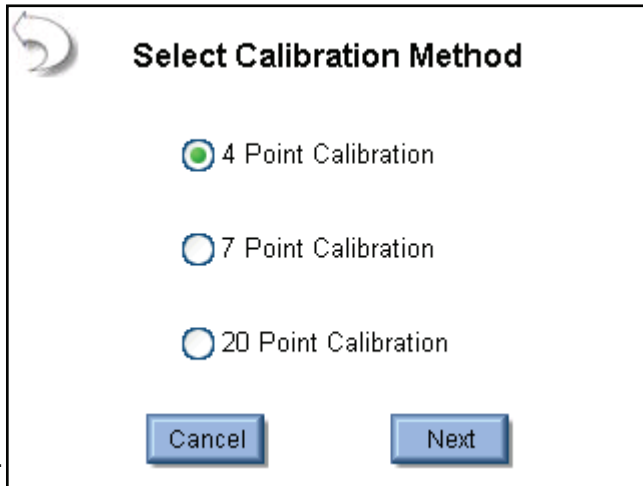 Select Calibration Method
4 Point Calibration
7 Point Calibration
20 Point Calibration
Cancel Next